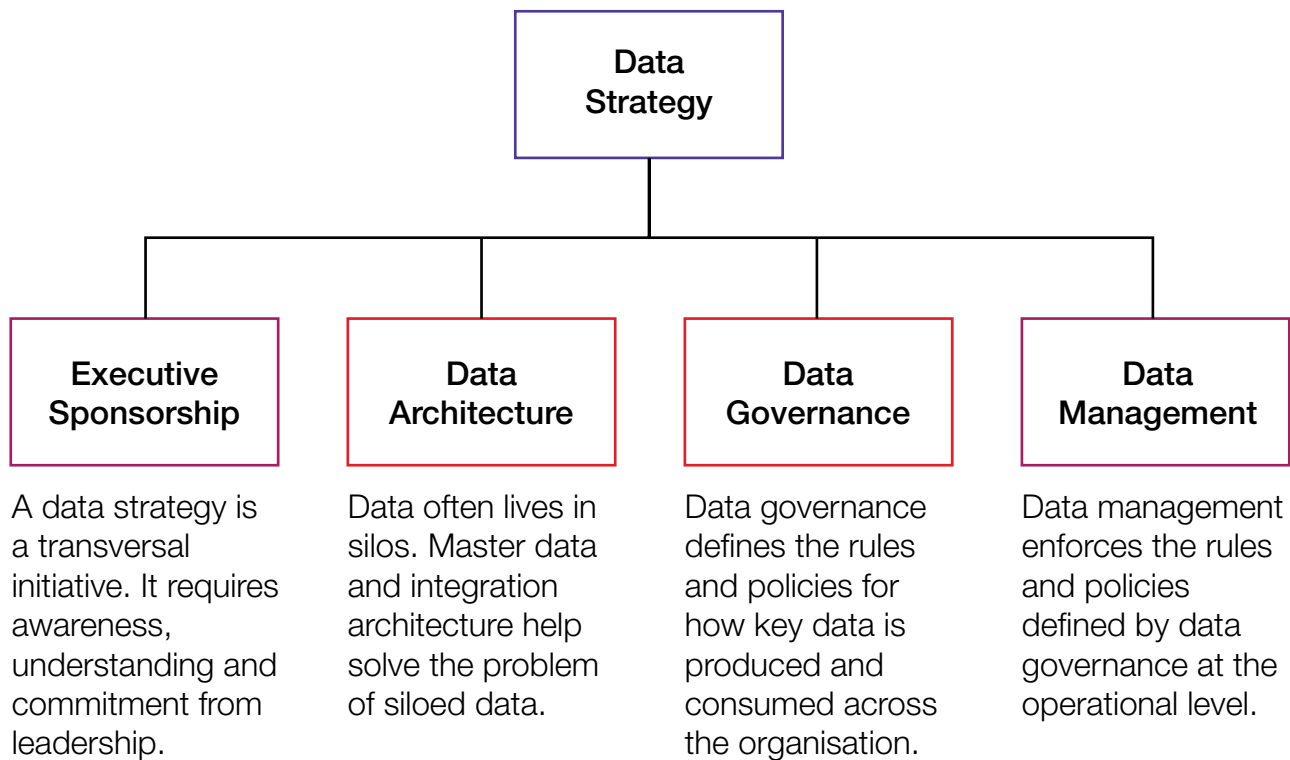 Data
Strategy
Executive
Sponsorship
Data
Architecture
Data
Governance
Data
Management
A data strategy is
a transversal
initiative. It requires
awareness,
understanding and
commitment from
leadership.
Data often lives in
silos. Master data
and integration
architecture help
solve the problem
of siloed data.
Data governance
defines the rules
and policies for
how key data is
produced and
consumed across
the organisation.
Data management
enforces the rules
and policies
defined by data
governance at the
operational level.